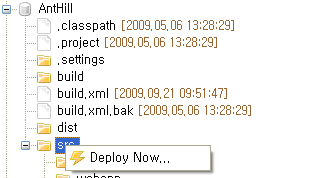 AntHill
.classpath [2009.05.06 13:28:29]
.project [2009.05.06 13:28:29]
.settings
build
build.xml [2009.09.21 09:51:47]
build.xml.bak [2009.05.06 13:28:29]
dist
src
Deploy Now...
webapp